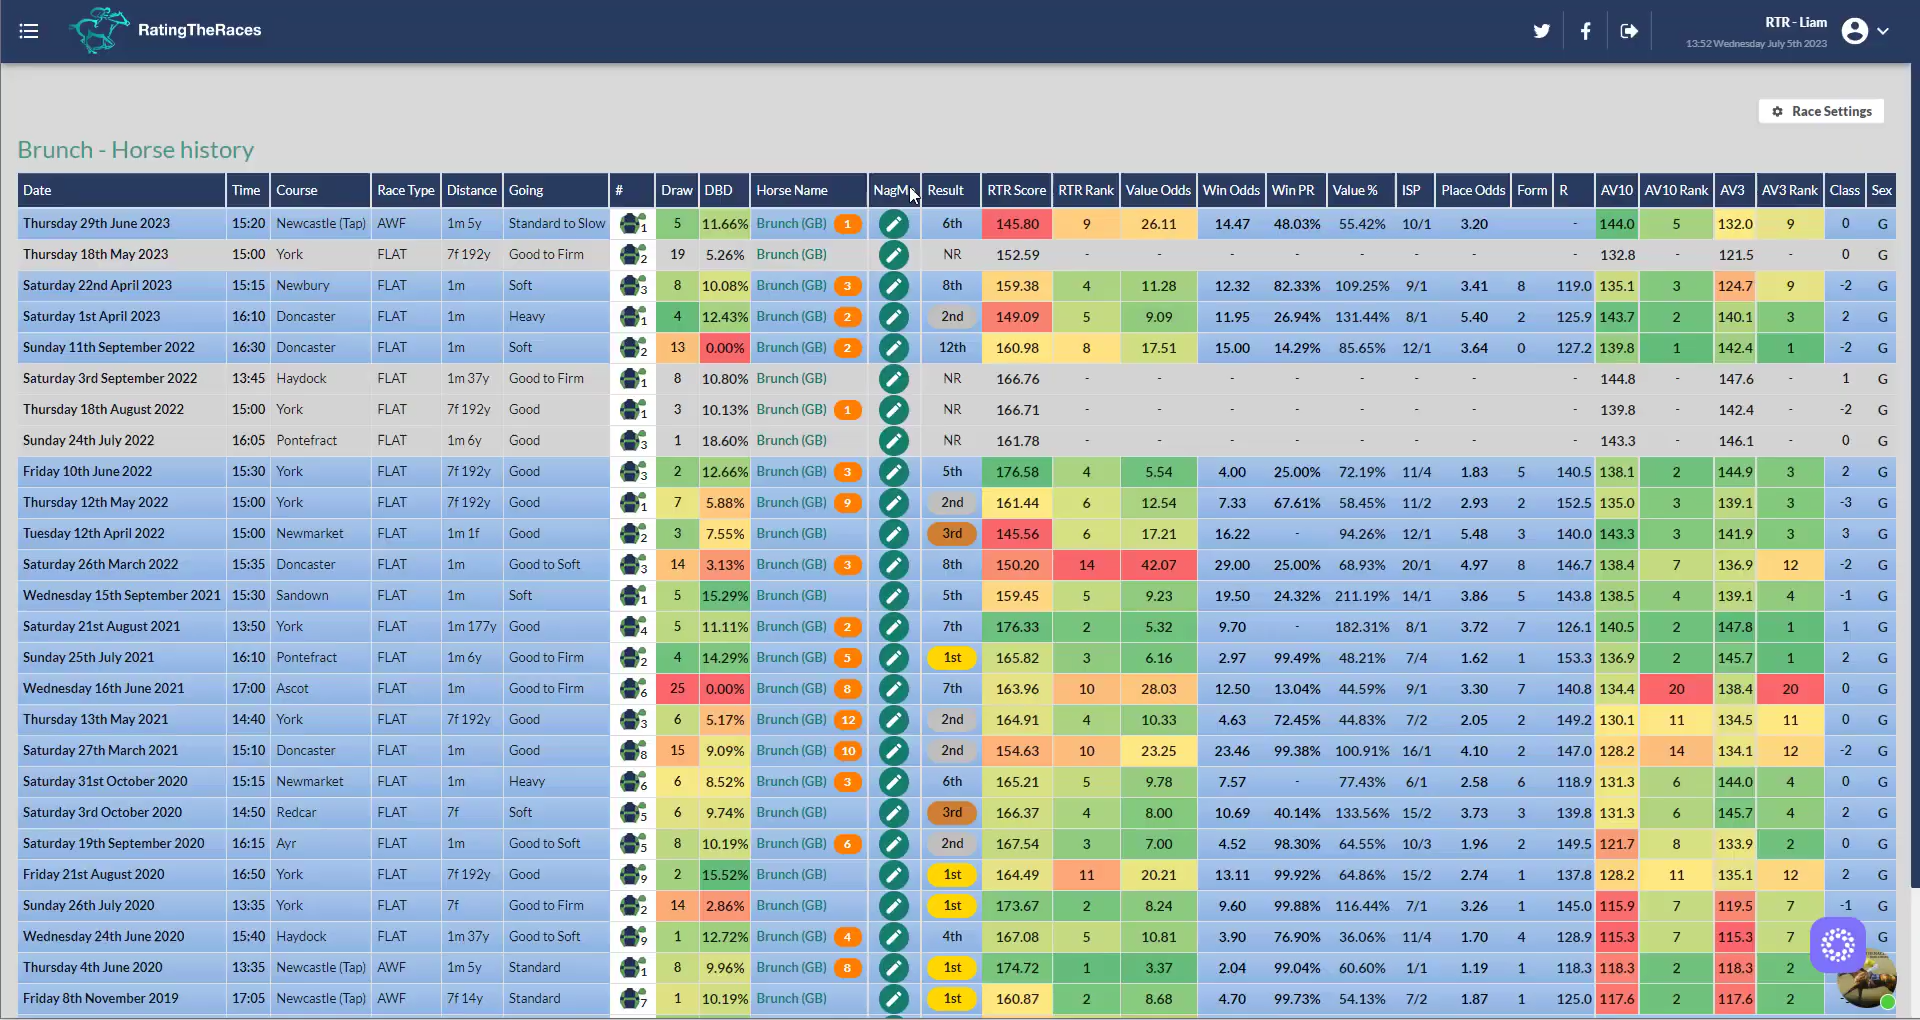 RatingTheRaces
RTR - Liam
13:52 Wednesday July 5th 2023
Race Settings
Brunch - Horse history
Date Time Course Race Type Distance Going # Draw DBD Horse Name NagM Result RTR Score RTR Rank Value Odds Win Odds Win PR Value % ISP Place Odds Form R AV10 AV10 Rank AV3 AV3 Rank Class Sex
Thursday 29th June 2023 15:20 Newcastle (Tap) AWF 1m 5y Standard to Slow 1 5 11.66% Brunch (GB) 1 6th 145.80 9 26.11 14.47 48.03% 55.42% 10/1 3.20 - 144.0 5 132.0 9 0 G
Thursday 18th May 2023 15:00 York FLAT 7f 192y Good to Firm 2 19 5.26% Brunch (GB) NR 152.59 - - - - - - - - - 132.8 - 121.5 - 0 G
Saturday 22nd April 2023 15:15 Newbury FLAT 1m Soft 3 8 10.08% Brunch (GB) 3 8th 159.38 4 11.28 12.32 82.33% 109.25% 9/1 3.41 8 119.0 135.1 3 124.7 9 -2 G
Saturday 1st April 2023 16:10 Doncaster FLAT 1m Heavy 1 4 12.43% Brunch (GB) 2 2nd 149.09 5 9.09 11.95 26.94% 131.44% 8/1 5.40 2 125.9 143.7 2 140.1 3 2 G
Sunday 11th September 2022 16:30 Doncaster FLAT 1m Soft 2 13 0.00% Brunch (GB) 2 12th 160.98 8 17.51 15.00 14.29% 85.65% 12/1 3.64 0 127.2 139.8 1 142.4 1 -2 G
Saturday 3rd September 2022 13:45 Haydock FLAT 1m 37y Good to Firm 1 8 10.80% Brunch (GB) NR 166.76 - - - - - - - - - 144.8 - 147.6 - 1 G
Thursday 18th August 2022 15:00 York FLAT 7f 192y Good 1 3 10.13% Brunch (GB) 1 NR 166.71 - - - - - - - - - 139.8 - 142.4 - -2 G
Sunday 24th July 2022 16:05 Pontefract FLAT 1m 6y Good 3 1 18.60% Brunch (GB) NR 161.78 - - - - - - - - - 143.3 - 146.1 - 0 G
Friday 10th June 2022 15:30 York FLAT 7f 192y Good 3 2 12.66% Brunch (GB) 3 5th 176.58 4 5.54 4.00 25.00% 72.19% 11/4 1.83 5 140.5 138.1 2 144.9 3 2 G
Thursday 12th May 2022 15:00 York FLAT 7f 192y Good 1 7 5.88% Brunch (GB) 9 2nd 161.44 6 12.54 7.33 67.61% 58.45% 11/2 2.93 2 152.5 135.0 3 139.1 3 -3 G
Tuesday 12th April 2022 15:00 Newmarket FLAT 1m 1f Good 2 3 7.55% Brunch (GB) 3rd 145.56 6 17.21 16.22 - 94.26% 12/1 5.48 3 140.0 143.3 3 141.9 3 3 G
Saturday 26th March 2022 15:35 Doncaster FLAT 1m Good to Soft 3 14 3.13% Brunch (GB) 3 8th 150.20 14 42.07 29.00 25.00% 68.93% 20/1 4.97 8 146.7 138.4 7 136.9 12 -2 G
Wednesday 15th September 2021 15:30 Sandown FLAT 1m Soft 1 5 15.29% Brunch (GB) 5th 159.45 5 9.23 19.50 24.32% 211.19% 14/1 3.86 5 143.8 138.5 4 139.1 4 -1 G
Saturday 21st August 2021 13:50 York FLAT 1m 177y Good 4 5 11.11% Brunch (GB) 2 7th 176.33 2 5.32 9.70 - 182.31% 8/1 3.72 7 126.1 140.5 2 147.8 1 1 G
Sunday 25th July 2021 16:10 Pontefract FLAT 1m 6y Good to Firm 2 4 14.29% Brunch (GB) 5 1st 165.82 3 6.16 2.97 99.49% 48.21% 7/4 1.62 1 153.3 136.9 2 145.7 1 2 G
Wednesday 16th June 2021 17:00 Ascot FLAT 1m Good to Firm 6 25 0.00% Brunch (GB) 8 7th 163.96 10 28.03 12.50 13.04% 44.59% 9/1 3.30 7 140.8 134.4 20 138.4 20 0 G
Thursday 13th May 2021 14:40 York FLAT 7f 192y Good 3 6 5.17% Brunch (GB) 12 2nd 164.91 4 10.33 4.63 72.45% 44.83% 7/2 2.05 2 149.2 130.1 11 134.5 11 0 G
Saturday 27th March 2021 15:10 Doncaster FLAT 1m Good 8 15 9.09% Brunch (GB) 10 2nd 154.63 10 23.25 23.46 99.38% 100.91% 16/1 4.10 2 147.0 128.2 14 134.1 12 -2 G
Saturday 31st October 2020 15:15 Newmarket FLAT 1m Heavy 6 6 8.52% Brunch (GB) 3 6th 165.21 5 9.78 7.57 - 77.43% 6/1 2.58 6 118.9 131.3 6 144.0 4 0 G
Saturday 3rd October 2020 14:50 Redcar FLAT 7f Soft 5 6 9.74% Brunch (GB) 3rd 166.37 4 8.00 10.69 40.14% 133.56% 15/2 3.73 3 139.8 131.3 6 145.7 4 2 G
Saturday 19th September 2020 16:15 Ayr FLAT 1m Good to Soft 5 8 10.19% Brunch (GB) 6 2nd 167.54 3 7.00 4.52 98.30% 64.55% 10/3 1.96 2 149.5 121.7 8 133.9 2 0 G
Friday 21st August 2020 16:50 York FLAT 7f 192y Good 9 2 15.52% Brunch (GB) 1st 164.49 11 20.21 13.11 99.92% 64.86% 15/2 2.74 1 137.8 128.2 11 135.1 12 2 G
Sunday 26th July 2020 13:35 York FLAT 7f Good to Firm 2 14 2.86% Brunch (GB) 1st 173.67 2 8.24 9.60 99.88% 116.44% 7/1 3.26 1 145.0 115.9 7 119.5 7 -1 G
Wednesday 24th June 2020 15:40 Haydock FLAT 1m 37y Good to Soft 9 1 12.72% Brunch (GB) 4 4th 167.08 5 10.81 3.90 76.90% 36.06% 11/4 1.70 4 128.9 115.3 7 115.3 7 G
Thursday 4th June 2020 13:35 Newcastle (Tap) AWF 1m 5y Standard 1 8 9.96% Brunch (GB) 8 1st 174.72 1 3.37 2.04 99.04% 60.60% 1/1 1.19 1 118.3 118.3 2 118.3 2
Friday 8th November 2019 17:05 Newcastle (Tap) AWF 7f 14y Standard 7 1 10.19% Brunch (GB) 1st 160.87 2 8.68 4.70 99.73% 54.13% 7/2 1.87 1 125.0 117.6 2 117.6 2